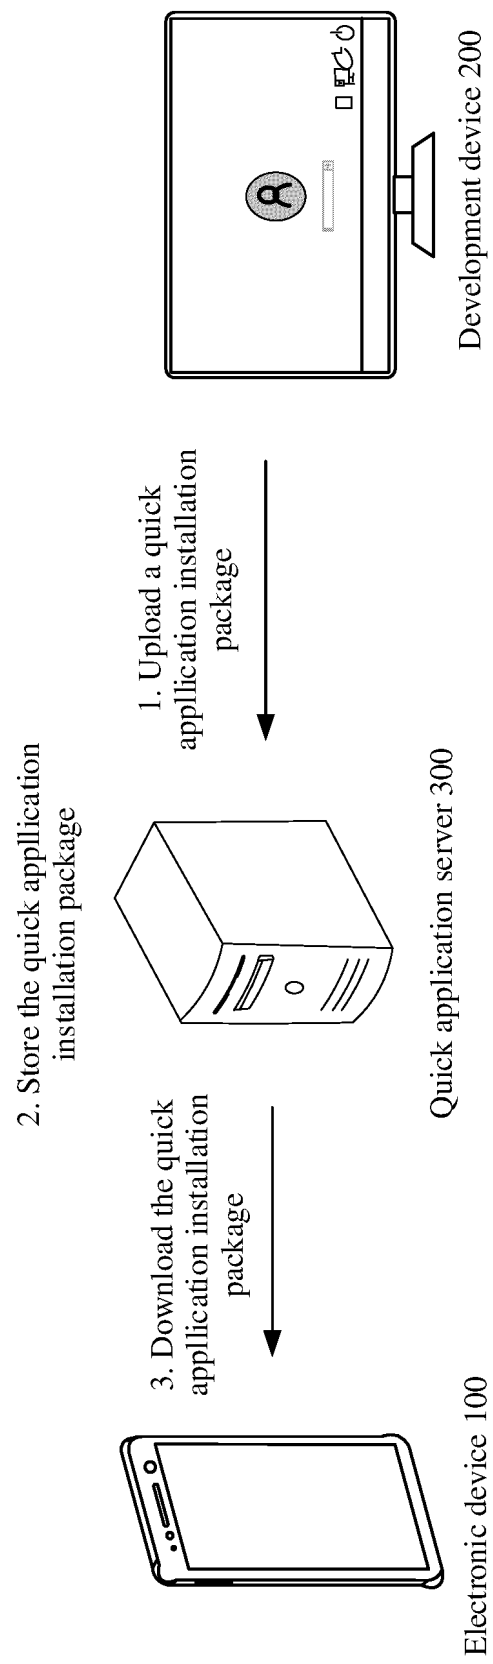 2. Store the quick appllication
installation package
3. Download the quick
appllication installation
package
1. Upload a quick
appllication installation
package
Electronic device 100
Quick application server 300
Development device 200